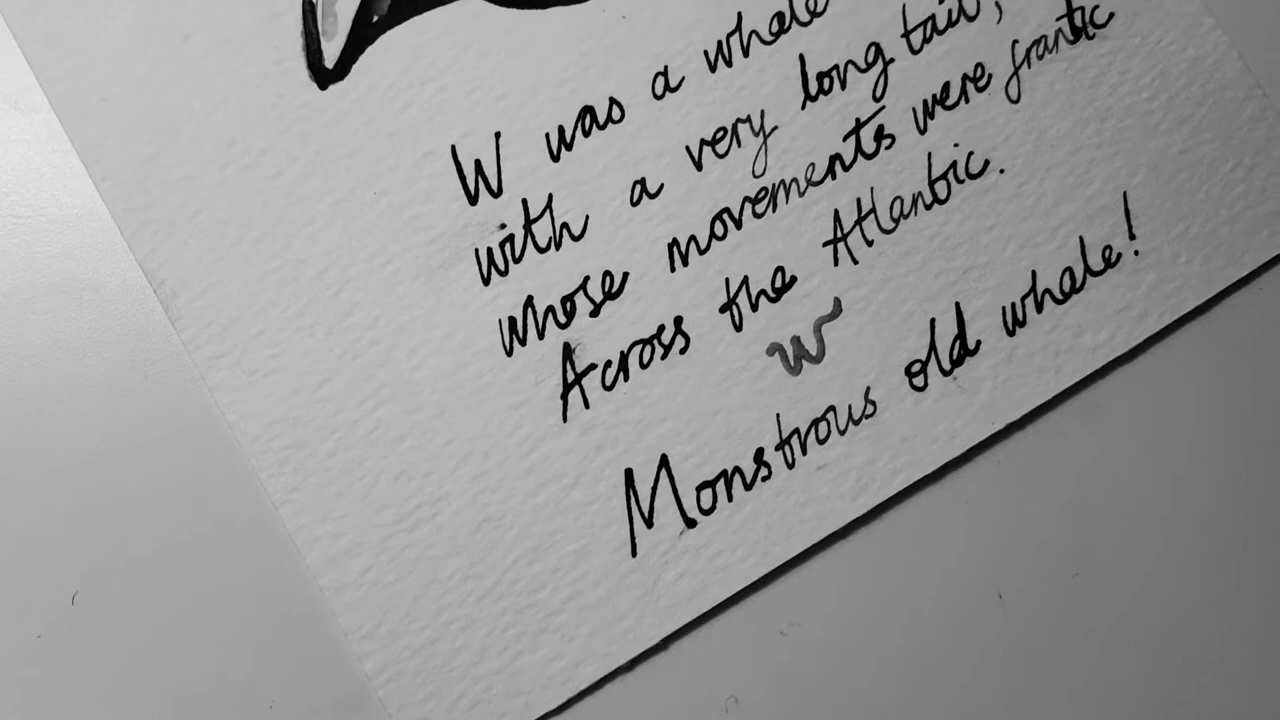 W was a whale
with a very long tail,
whose movements were frantic
Across the Atlantic.
w
Monstrous old whale!